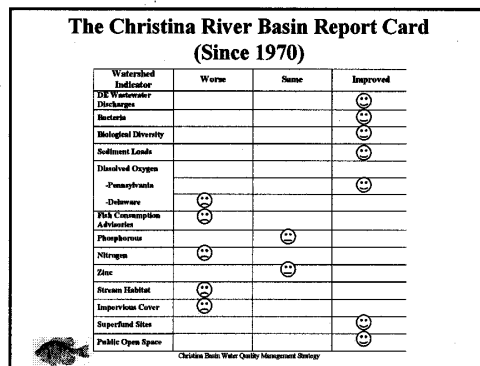 The Christina River Basin Report Card
(Since 1970)
Watershed Indicator Worse Same Improved
DE Wastewater
Discharges
Bacteria
Biological Diversity
Sediment Loads
Dissolved Oxygen
-Pennsylvania
-Delaware
Fish Consumption
Advisories
Phosphorous
Nitrogen
Zinc
Stream Habitat
Impervious Cover
Superfund Sites
Public Open Space
Christina Basin Water Quality Management Strategy